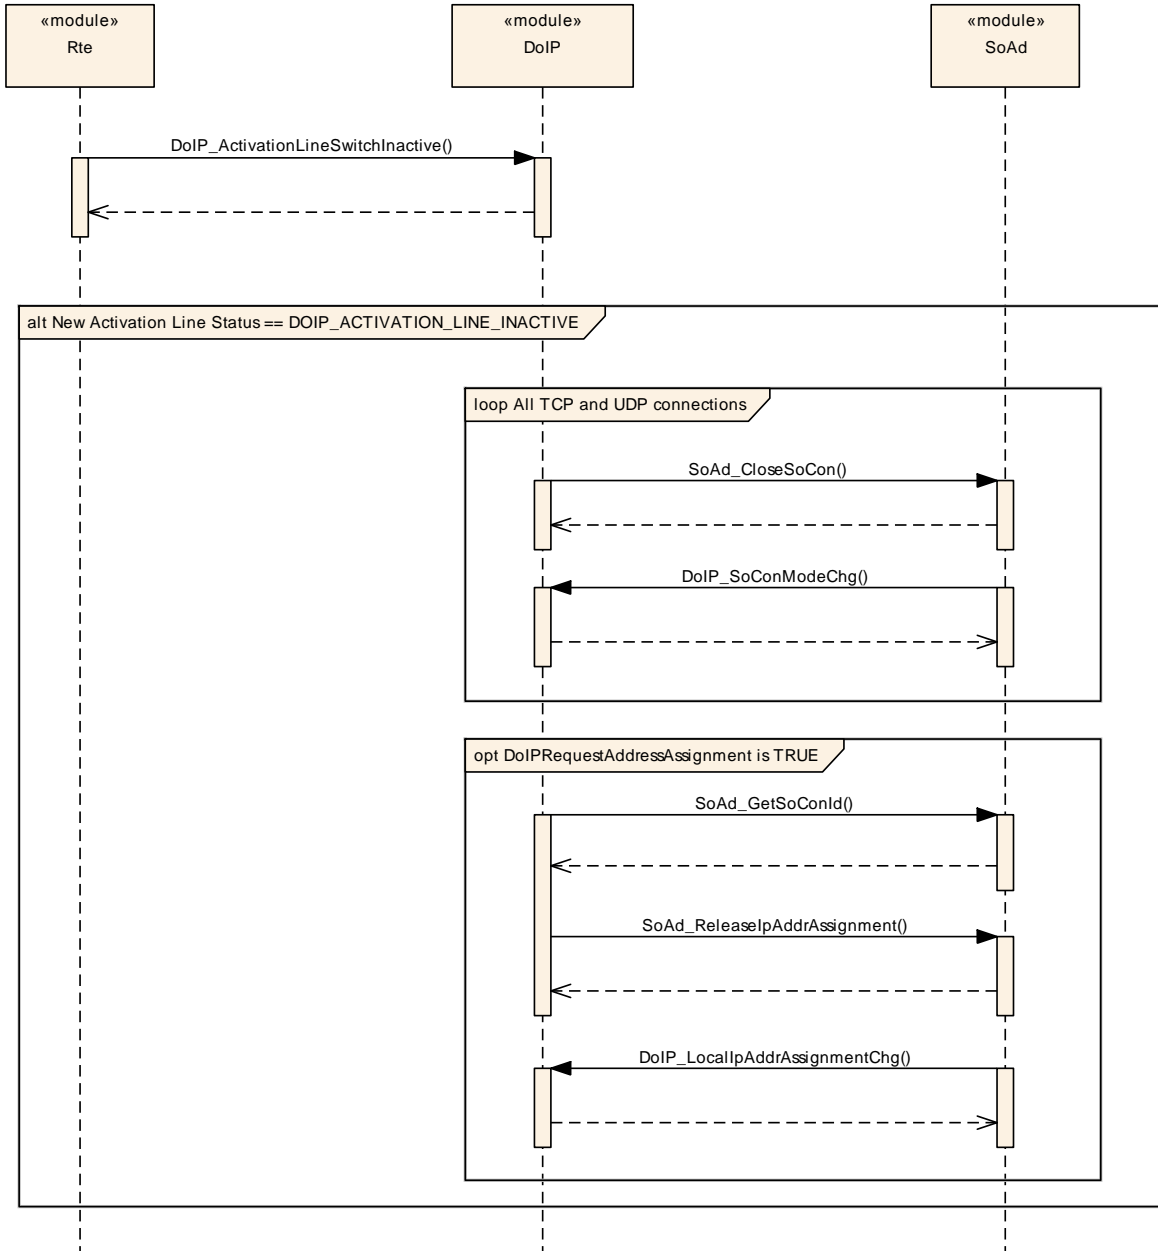 «module»
Rte
«module»
DoIP
«module»
SoAd
DoIP_ActivationLineSwitchInactive()
alt New Activation Line Status == DOIP_ACTIVATION_LINE_INACTIVE
loop All TCP and UDP connections
SoAd_CloseSoCon()
DoIP_SoConModeChg()
opt DoIPRequestAddressAssignment is TRUE
SoAd_GetSoConId()
SoAd_ReleaseIpAddrAssignment()
DoIP_LocalIpAddrAssignmentChg()